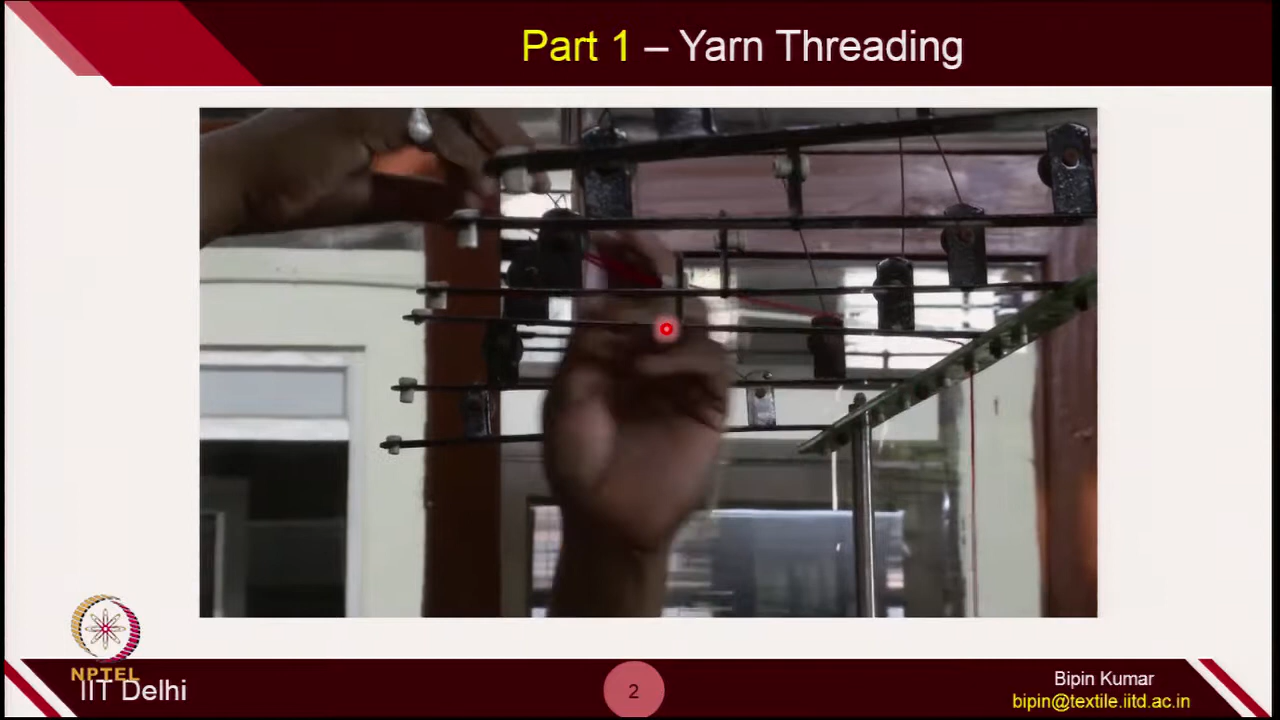 Part 1 – Yarn Threading
NPTEL
IIT Delhi
2
Bipin Kumar
bipin@textile.iitd.ac.in